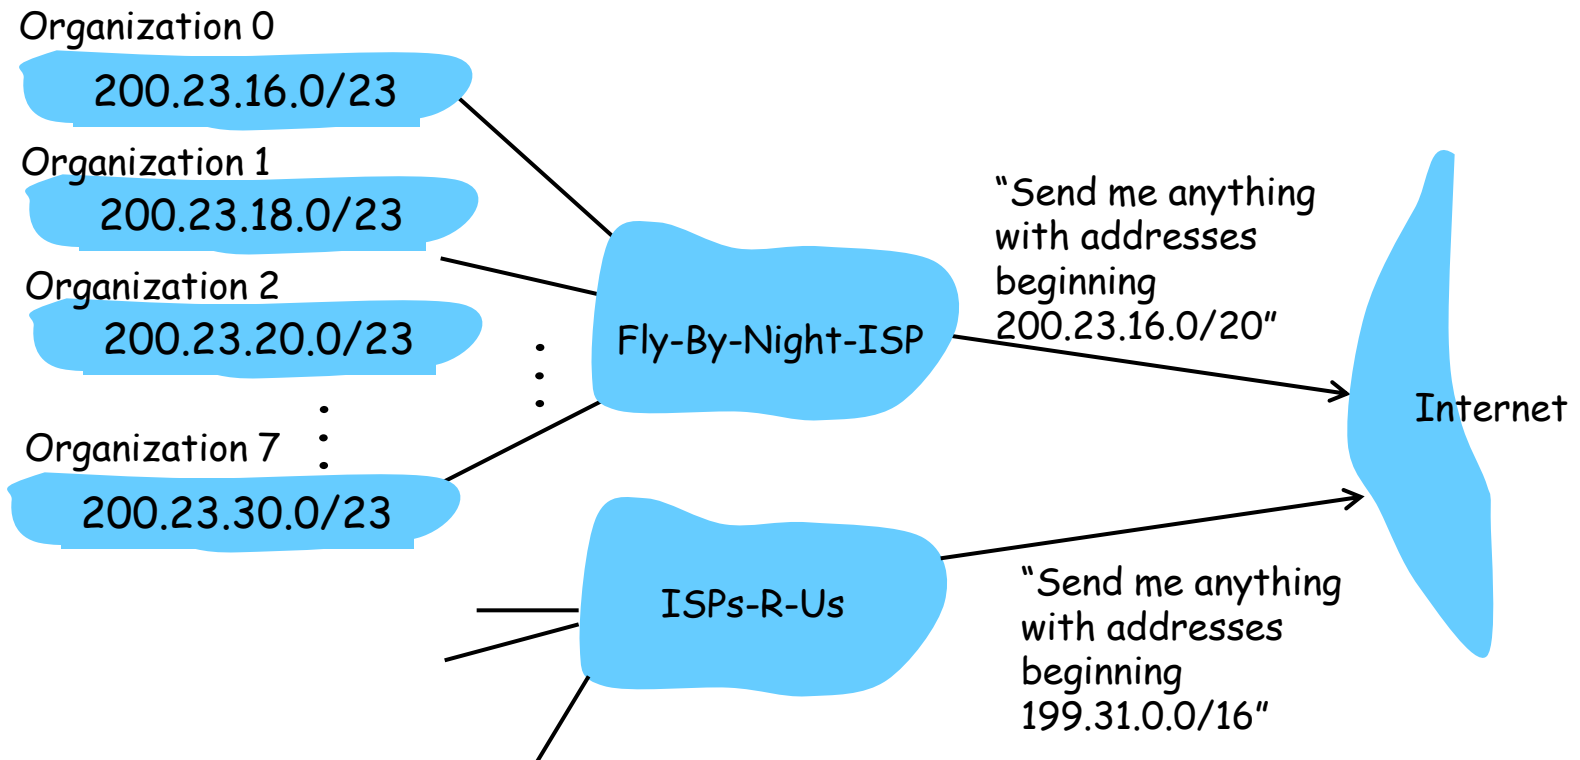 Organization 0
200.23.16.0/23
Organization 1
200.23.18.0/23
Organization 2
200.23.20.0/23
Organization 7
200.23.30.0/23
Fly-By-Night-ISP
“Send me anything
with addresses
beginning
200.23.16.0/20”
Internet
ISPs-R-Us
“Send me anything
with addresses
beginning
199.31.0.0/16”